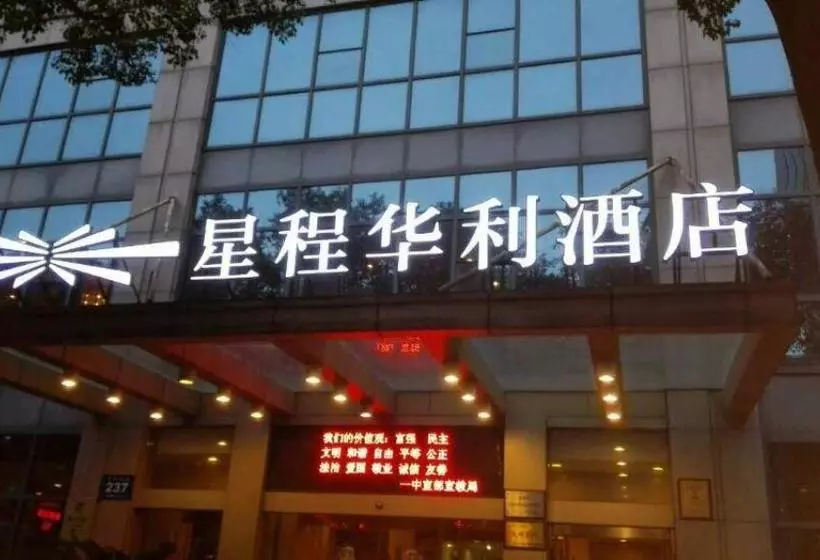 星程华利酒店
我们的价值观：富强 民主
文明 和谐 自由 平等 公正
法治 爱国 敬业 诚信 友善
—中宣部宣教局
237